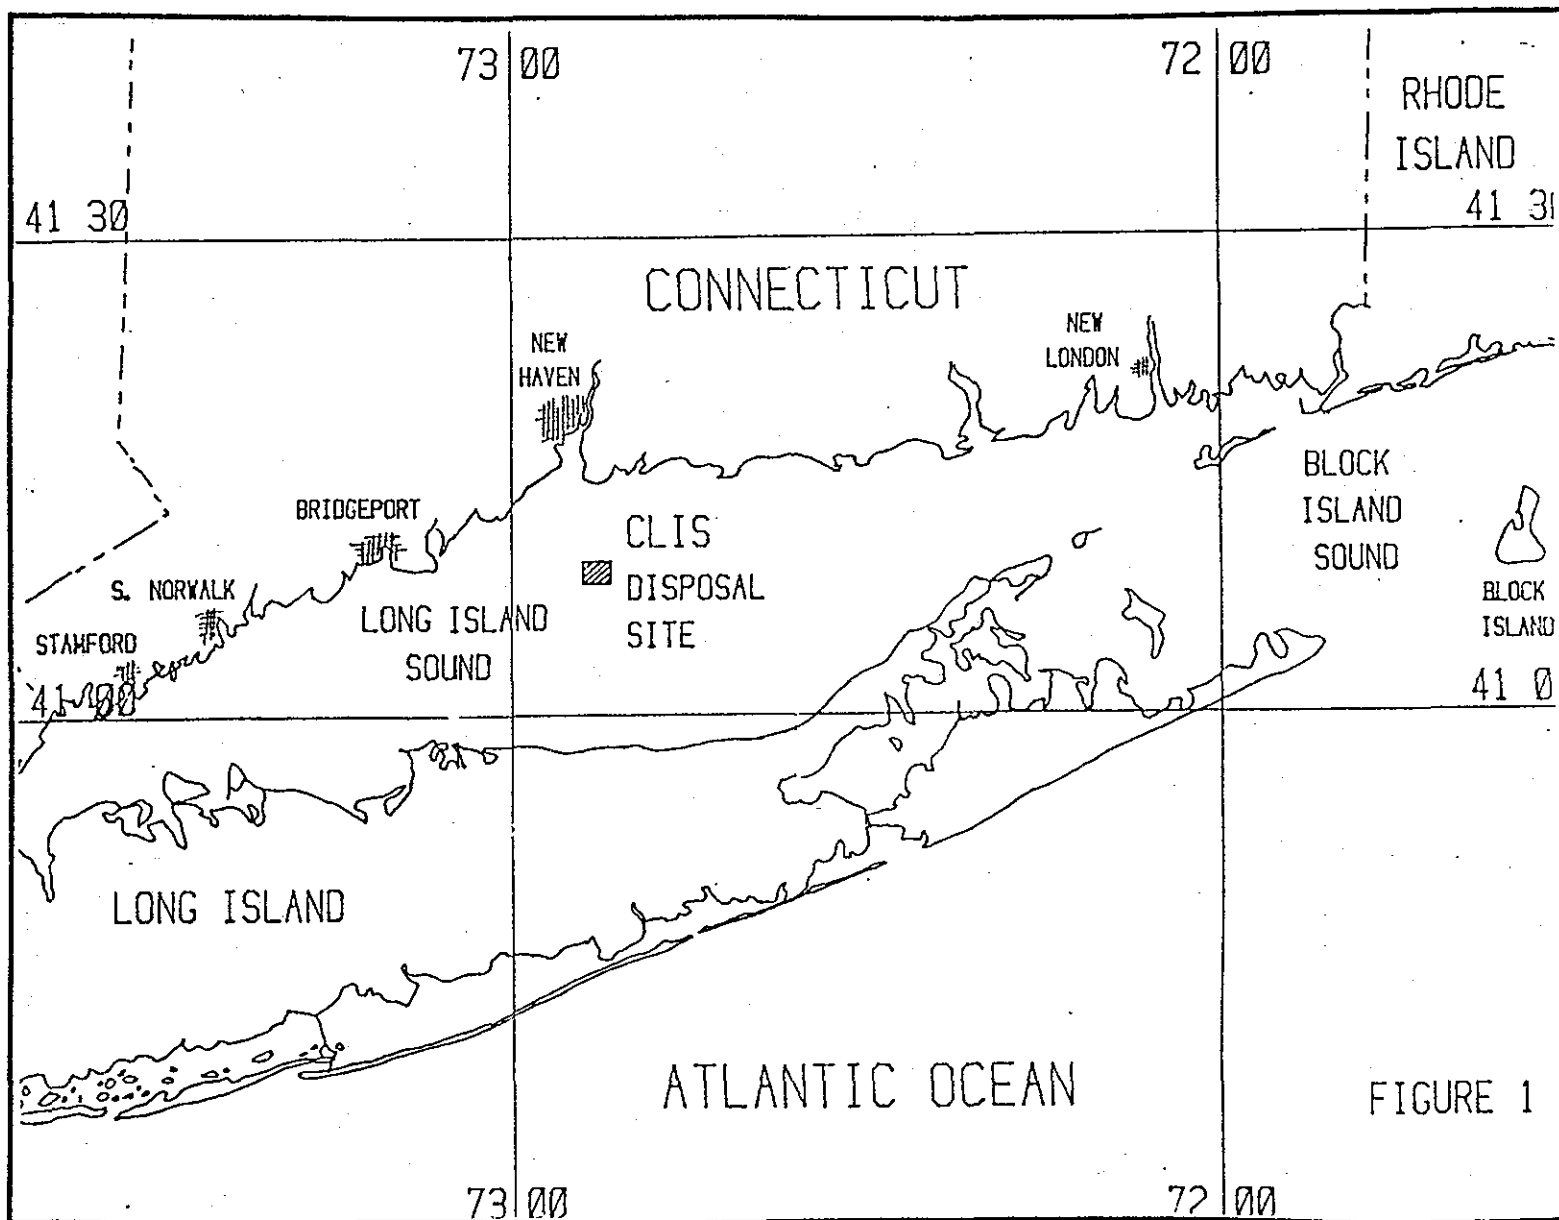 73 00
72 00
RHODE
ISLAND
41 30
41 3
CONNECTICUT
NEW
HAVEN
NEW
LONDON
BRIDGEPORT
CLIS
DISPOSAL
SITE
BLOCK
ISLAND
SOUND
S. NORWALK
LONG ISLAND
SOUND
BLOCK
ISLAND
STAMFORD
41 00
41 0
LONG ISLAND
ATLANTIC OCEAN
FIGURE 1
73 00
72 00